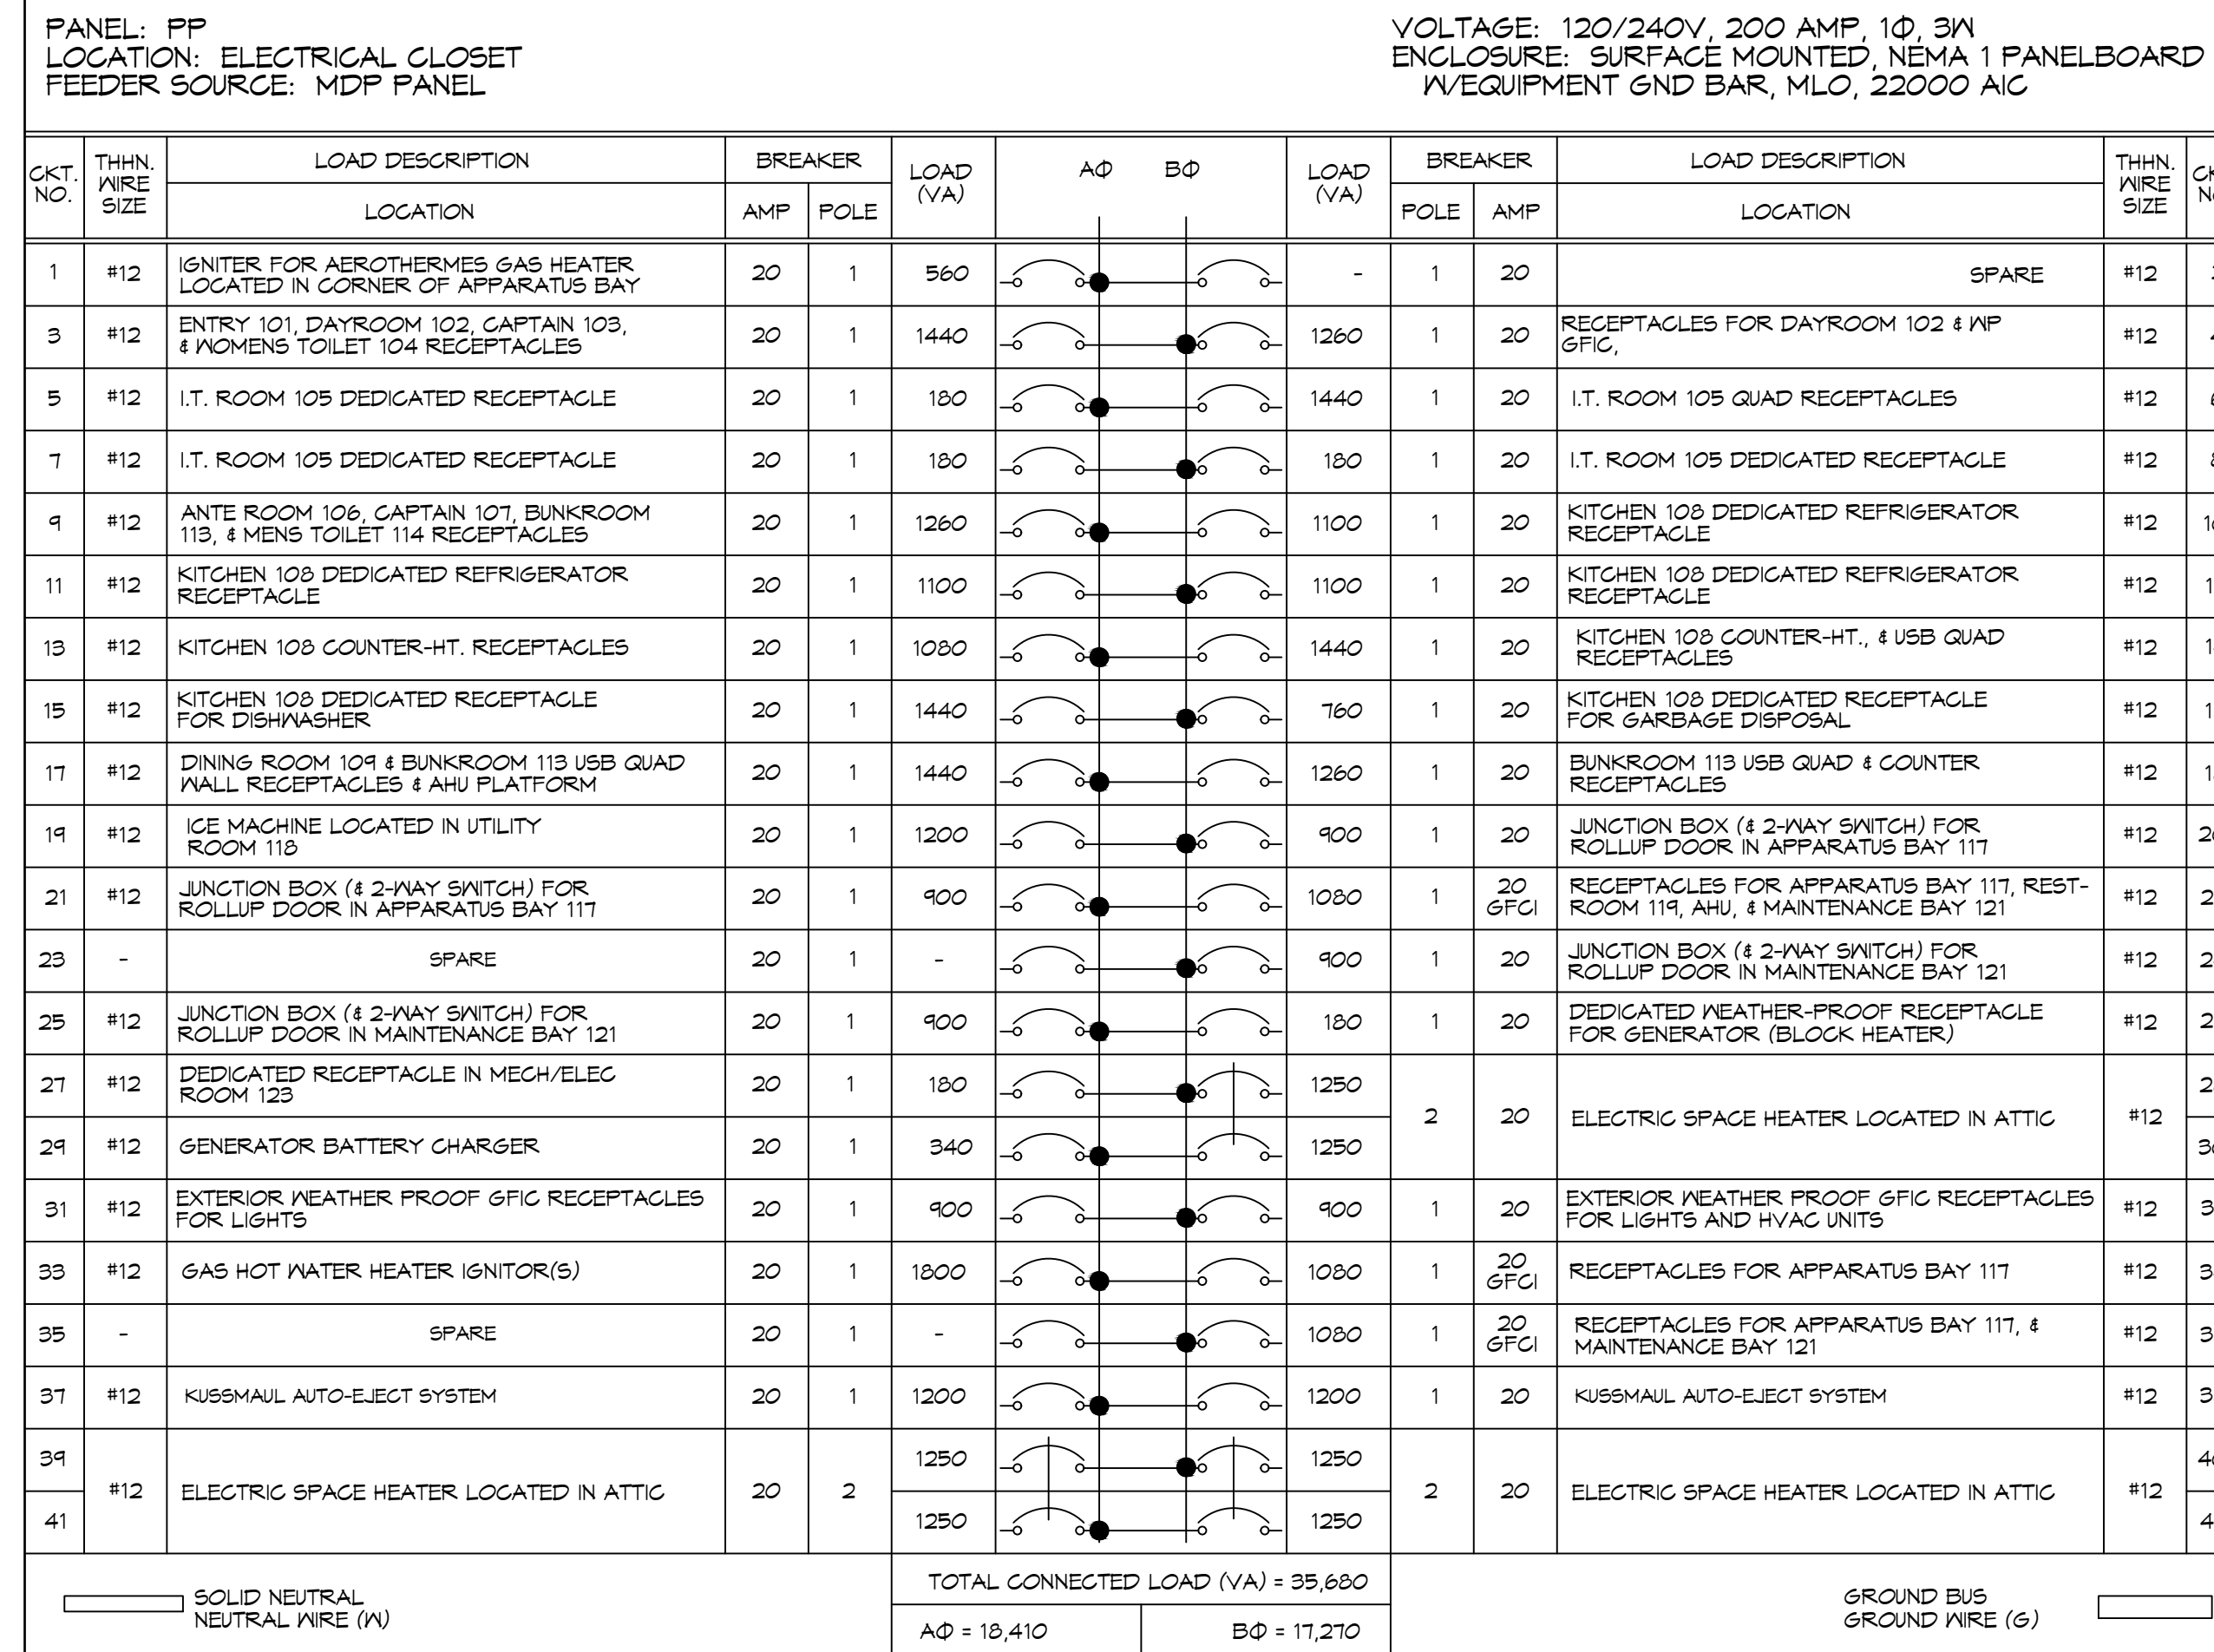 PANEL: PP
LOCATION: ELECTRICAL CLOSET
FEEDER SOURCE: MDP PANEL
VOLTAGE: 120/240V, 200 AMP, 1Φ, 3W
ENCLOSURE: SURFACE MOUNTED, NEMA 1 PANELBOARD
W/EQUIPMENT GND BAR, MLO, 22000 AIC
CKT. NO. THHN. WIRE SIZE LOAD DESCRIPTION LOCATION BREAKER AMP POLE LOAD (VA) AΦ BΦ LOAD (VA) BREAKER POLE AMP LOAD DESCRIPTION LOCATION THHN. WIRE SIZE
1 #12 IGNITER FOR AEROTHERMES GAS HEATER
LOCATED IN CORNER OF APPARATUS BAY 20 1 560 - 1 20 SPARE #12
3 #12 ENTRY 101, DAYROOM 102, CAPTAIN 103,
& WOMENS TOILET 104 RECEPTACLES 20 1 1440 1260 1 20 RECEPTACLES FOR DAYROOM 102 & WP
GFIC, #12
5 #12 I.T. ROOM 105 DEDICATED RECEPTACLE 20 1 180 1440 1 20 I.T. ROOM 105 QUAD RECEPTACLES #12
7 #12 I.T. ROOM 105 DEDICATED RECEPTACLE 20 1 180 180 1 20 I.T. ROOM 105 DEDICATED RECEPTACLE #12
9 #12 ANTE ROOM 106, CAPTAIN 107, BUNKROOM
113, & MENS TOILET 114 RECEPTACLES 20 1 1260 1100 1 20 KITCHEN 108 DEDICATED REFRIGERATOR
RECEPTACLE #12
11 #12 KITCHEN 108 DEDICATED REFRIGERATOR
RECEPTACLE 20 1 1100 1100 1 20 KITCHEN 108 DEDICATED REFRIGERATOR
RECEPTACLE #12
13 #12 KITCHEN 108 COUNTER-HT. RECEPTACLES 20 1 1080 1440 1 20 KITCHEN 108 COUNTER-HT., & USB QUAD
RECEPTACLES #12
15 #12 KITCHEN 108 DEDICATED RECEPTACLE
FOR DISHWASHER 20 1 1440 760 1 20 KITCHEN 108 DEDICATED RECEPTACLE
FOR GARBAGE DISPOSAL #12
17 #12 DINING ROOM 109 & BUNKROOM 113 USB QUAD
WALL RECEPTACLES & AHU PLATFORM 20 1 1440 1260 1 20 BUNKROOM 113 USB QUAD & COUNTER
RECEPTACLES #12
19 #12 ICE MACHINE LOCATED IN UTILITY
ROOM 118 20 1 1200 900 1 20 JUNCTION BOX (& 2-WAY SWITCH) FOR
ROLLUP DOOR IN APPARATUS BAY 117 #12
21 #12 JUNCTION BOX (& 2-WAY SWITCH) FOR
ROLLUP DOOR IN APPARATUS BAY 117 20 1 900 1080 1 20 GFCI RECEPTACLES FOR APPARATUS BAY 117, REST-
ROOM 119, AHU, & MAINTENANCE BAY 121 #12
23 - SPARE 20 1 - 900 1 20 JUNCTION BOX (& 2-WAY SWITCH) FOR
ROLLUP DOOR IN MAINTENANCE BAY 121 #12
25 #12 JUNCTION BOX (& 2-WAY SWITCH) FOR
ROLLUP DOOR IN MAINTENANCE BAY 121 20 1 900 180 1 20 DEDICATED WEATHER-PROOF RECEPTACLE
FOR GENERATOR (BLOCK HEATER) #12
27 #12 DEDICATED RECEPTACLE IN MECH/ELEC
ROOM 123 20 1 180 1250 2 20 ELECTRIC SPACE HEATER LOCATED IN ATTIC #12
29 #12 GENERATOR BATTERY CHARGER 20 1 340 1250
31 #12 EXTERIOR WEATHER PROOF GFIC RECEPTACLES
FOR LIGHTS 20 1 900 900 1 20 EXTERIOR WEATHER PROOF GFIC RECEPTACLES
FOR LIGHTS AND HVAC UNITS #12
33 #12 GAS HOT WATER HEATER IGNITOR(S) 20 1 1800 1080 1 20 GFCI RECEPTACLES FOR APPARATUS BAY 117 #12
35 - SPARE 20 1 - 1080 1 20 GFCI RECEPTACLES FOR APPARATUS BAY 117, &
MAINTENANCE BAY 121 #12
37 #12 KUSSMAUL AUTO-EJECT SYSTEM 20 1 1200 1200 1 20 KUSSMAUL AUTO-EJECT SYSTEM #12
39 #12 ELECTRIC SPACE HEATER LOCATED IN ATTIC 20 2 1250 1250 2 20 ELECTRIC SPACE HEATER LOCATED IN ATTIC #12
41 1250 1250
SOLID NEUTRAL
NEUTRAL WIRE (W)
TOTAL CONNECTED LOAD (VA) = 35,680
AΦ = 18,410 BΦ = 17,270
GROUND BUS
GROUND WIRE (G)